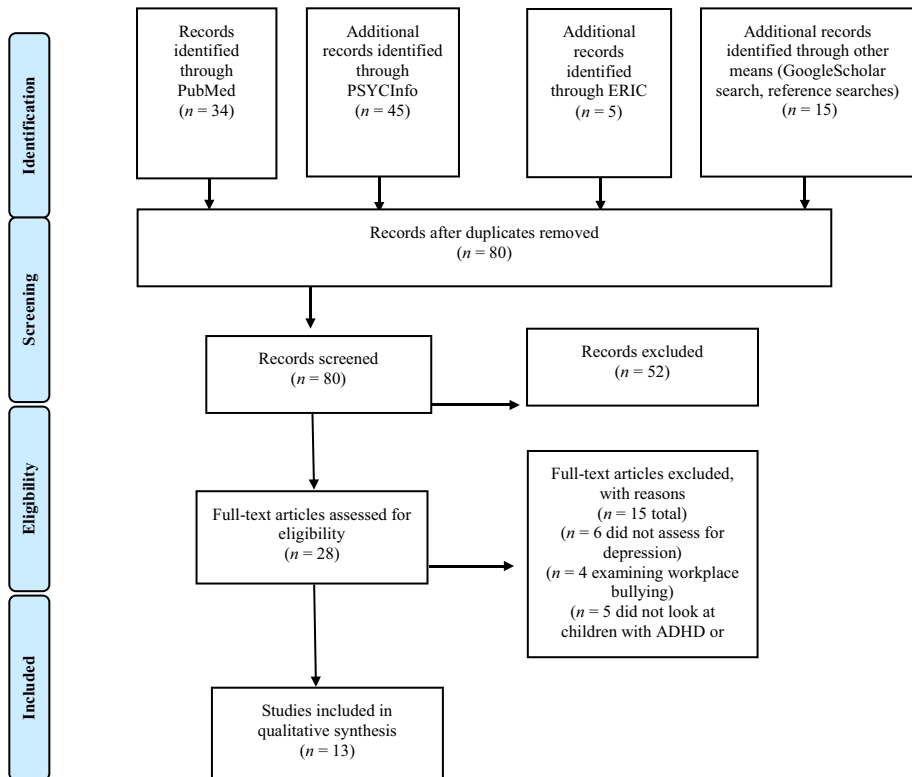 Records
identified
through
PubMed
(n = 34)
Additional
records identified
through
PSYCInfo
(n = 45)
Additional
records
identified
through ERIC
(n = 5)
Additional records
identified through other
means (GoogleScholar
search, reference searches)
(n = 15)
Identification
Records after duplicates removed
(n = 80)
Screening
Records screened
(n = 80)
Records excluded
(n = 52)
Eligibility
Full-text articles assessed for
eligibility
(n = 28)
Full-text articles excluded,
with reasons
(n = 15 total)
(n = 6 did not assess for
depression)
(n = 4 examining workplace
bullying)
(n = 5 did not look at
children with ADHD or
Included
Studies included in
qualitative synthesis
(n = 13)